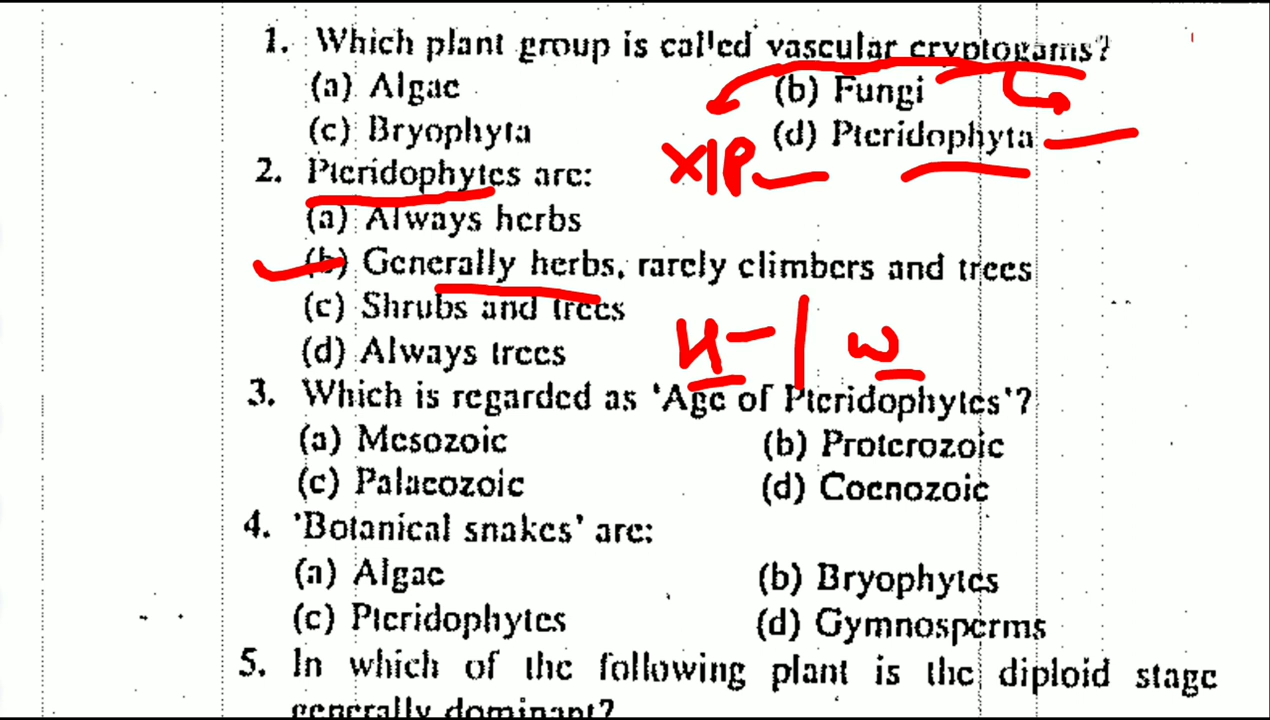 1. Which plant group is called vascular cryptogams?
(a) Algae (b) Fungi
(c) Bryophyta (d) Pteridophyta
X|P
2. Pteridophytes are:
(a) Always herbs
(b) Generally herbs, rarely climbers and trees
(c) Shrubs and trees
(d) Always trees
H | W
3. Which is regarded as 'Age of Pteridophytes'?
(a) Mesozoic (b) Proterozoic
(c) Palaeozoic (d) Coenozoic
4. 'Botanical snakes' are:
(a) Algae (b) Bryophytes
(c) Pteridophytes (d) Gymnosperms
5. In which of the following plant is the diploid stage
generally dominant?